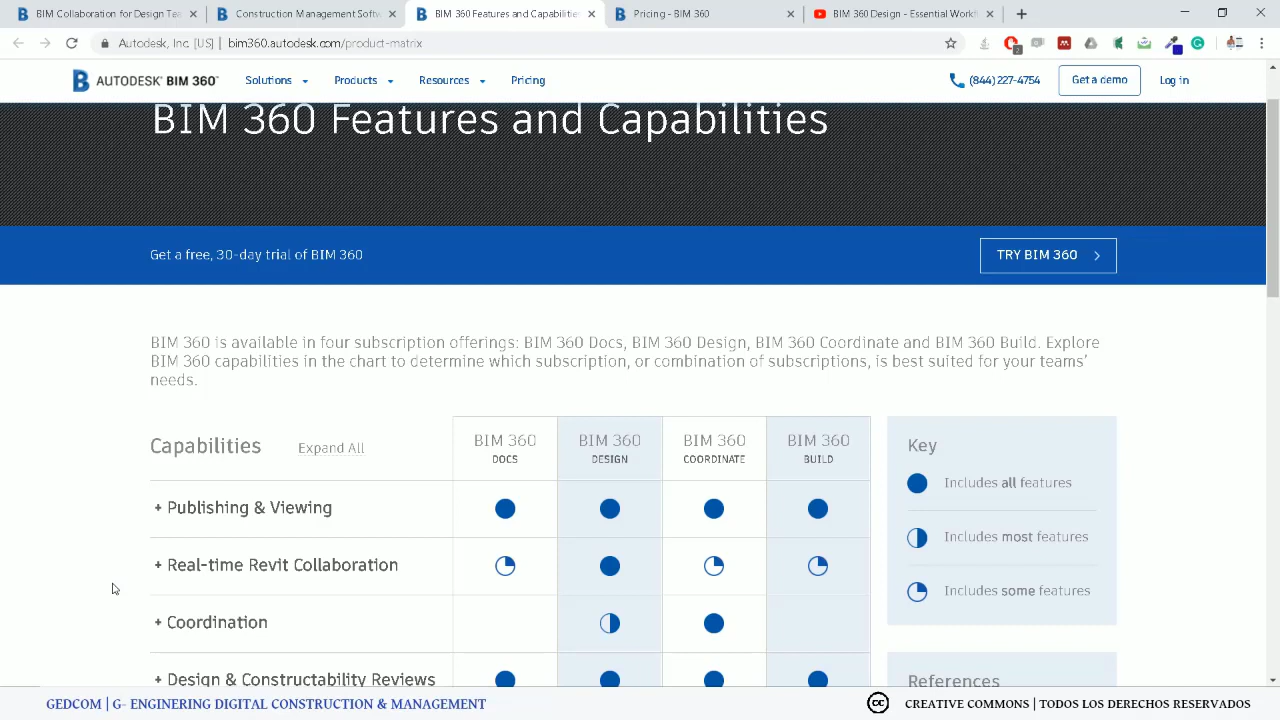 BIM Collaboration for Design Tea
Construction Management Softw
BIM 360 Features and Capabilities
Pricing - BIM 360
BIM 360 Design - Essential Workfl
Autodesk, Inc. [US] | bim360.autodesk.com/product-matrix
2
AUTODESK® BIM 360™
Solutions
Products
Resources
Pricing
(844) 227-4754
Get a demo
Log in
BIM 360 Features and Capabilities
Get a free, 30-day trial of BIM 360
TRY BIM 360
BIM 360 is available in four subscription offerings: BIM 360 Docs, BIM 360 Design, BIM 360 Coordinate and BIM 360 Build. Explore
BIM 360 capabilities in the chart to determine which subscription, or combination of subscriptions, is best suited for your teams’
needs.
Capabilities
Expand All
BIM 360
DOCS
BIM 360
DESIGN
BIM 360
COORDINATE
BIM 360
BUILD
+ Publishing & Viewing
+ Real-time Revit Collaboration
+ Coordination
+ Design & Constructability Reviews
Key
Includes all features
Includes most features
Includes some features
References
GEDCOM | G- ENGINERING DIGITAL CONSTRUCTION & MANAGEMENT
cc
CREATIVE COMMONS | TODOS LOS DERECHOS RESERVADOS